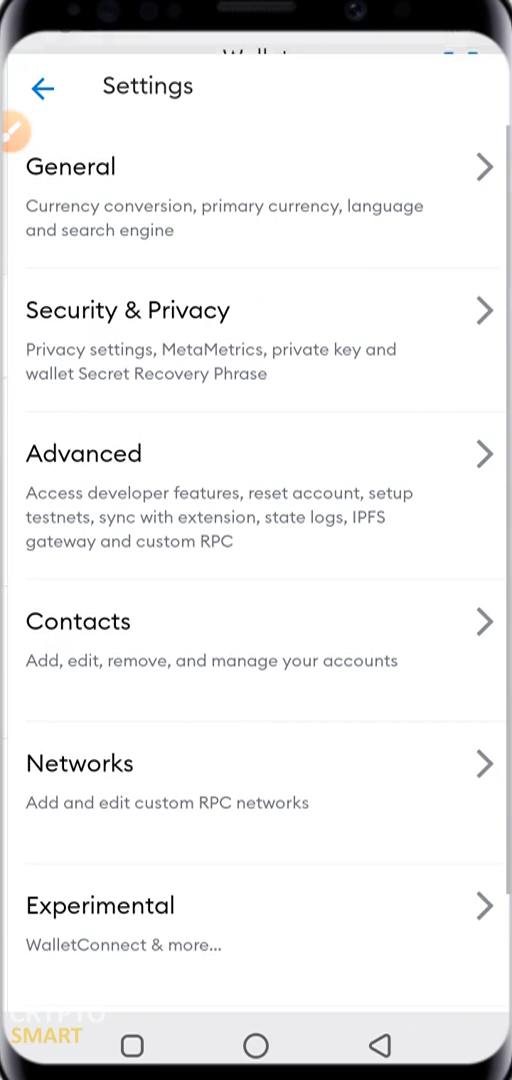 Settings
General
Currency conversion, primary currency, language
and search engine
Security & Privacy
Privacy settings, MetaMetrics, private key and
wallet Secret Recovery Phrase
Advanced
Access developer features, reset account, setup
testnets, sync with extension, state logs, IPFS
gateway and custom RPC
Contacts
Add, edit, remove, and manage your accounts
Networks
Add and edit custom RPC networks
Experimental
WalletConnect & more...
CRYPTO
SMART